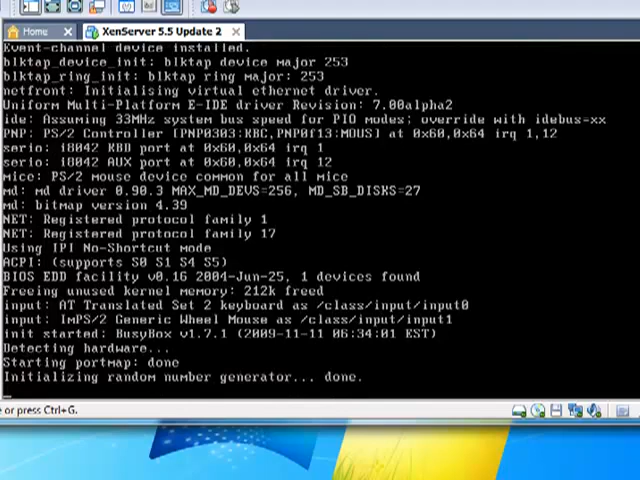 Home
XenServer 5.5 Update 2
Event-channel device installed.
blktap_device_init: blktap device major 253
blktap_ring_init: blktap ring major: 253
netfront: Initialising virtual ethernet driver.
Uniform Multi-Platform E-IDE driver Revision: 7.00alpha2
ide: Assuming 33MHz system bus speed for PIO modes; override with idebus=xx
PNP: PS/2 Controller [PNP0303:KBC,PNP0f13:MOUS] at 0x60,0x64 irq 1,12
serio: i8042 KBD port at 0x60,0x64 irq 1
serio: i8042 AUX port at 0x60,0x64 irq 12
mice: PS/2 mouse device common for all mice
md: md driver 0.90.3 MAX_MD_DEVS=256, MD_SB_DISKS=27
md: bitmap version 4.39
NET: Registered protocol family 1
NET: Registered protocol family 17
Using IPI No-Shortcut mode
ACPI: (supports S0 S1 S4 S5)
BIOS EDD facility v0.16 2004-Jun-25, 1 devices found
Freeing unused kernel memory: 212k freed
input: AT Translated Set 2 keyboard as /class/input/input0
input: ImPS/2 Generic Wheel Mouse as /class/input/input1
init started: BusyBox v1.7.1 (2009-11-11 06:34:01 EST)
Detecting hardware...
Starting portmap: done
Initializing random number generator... done.
or press Ctrl+G.